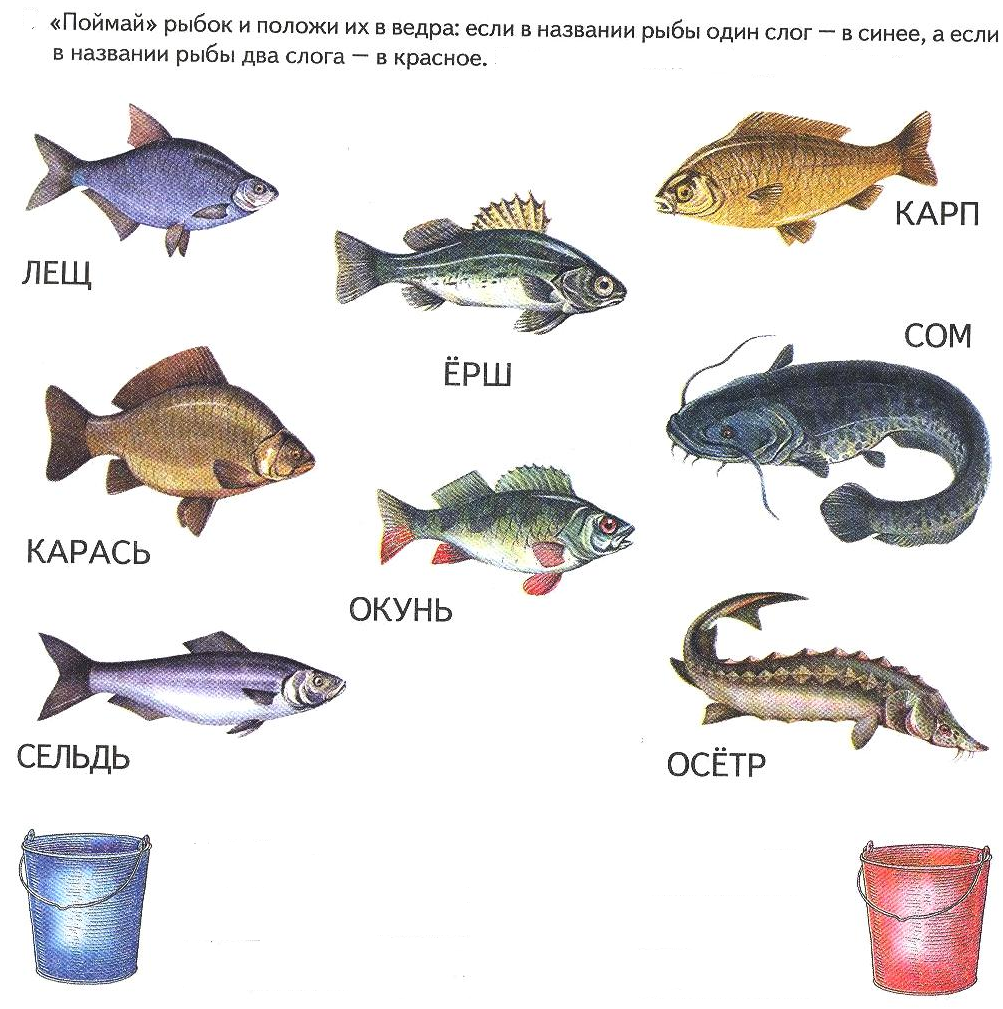 «Поймай» рыбок и положи их в ведра: если в названии рыбы один слог — в синее, а если
в названии рыбы два слога — в красное.
ЛЕЩ
КАРП
ЁРШ
СОМ
КАРАСЬ
ОКУНЬ
СЕЛЬДЬ
ОСЁТР